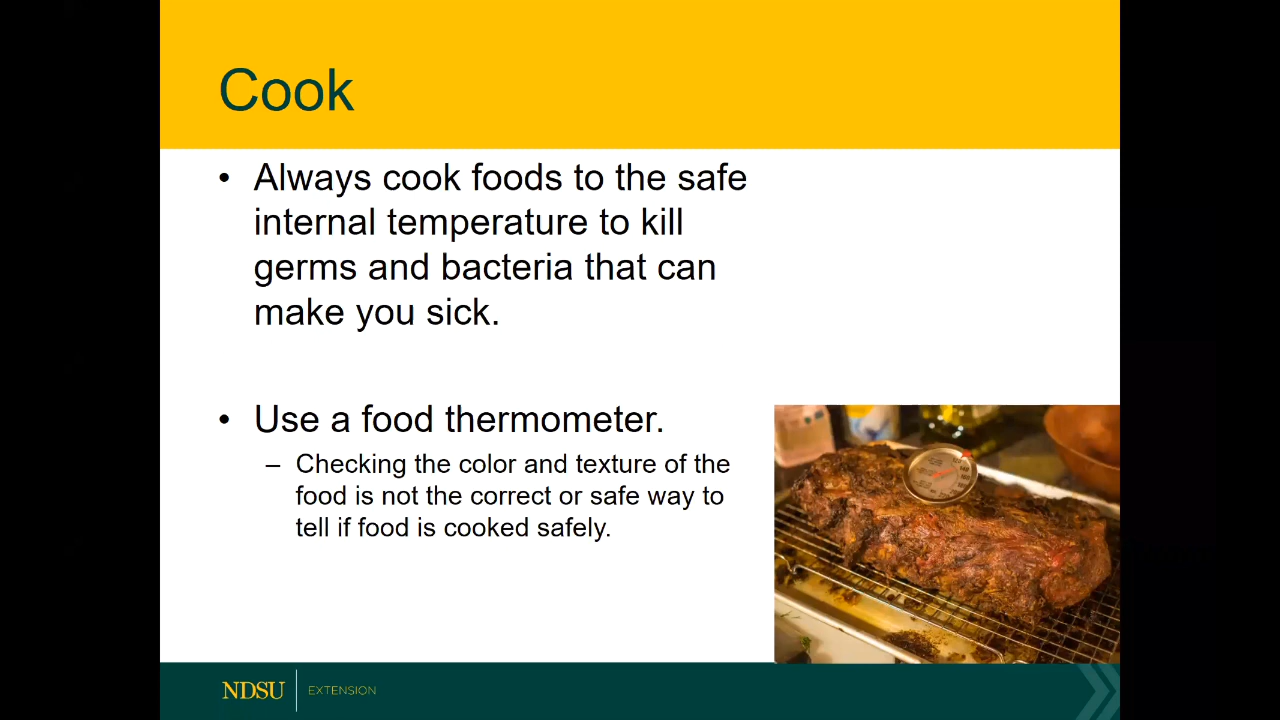 Cook
• Always cook foods to the safe
internal temperature to kill
germs and bacteria that can
make you sick.
• Use a food thermometer.
– Checking the color and texture of the
food is not the correct or safe way to
tell if food is cooked safely.
NDSU EXTENSION